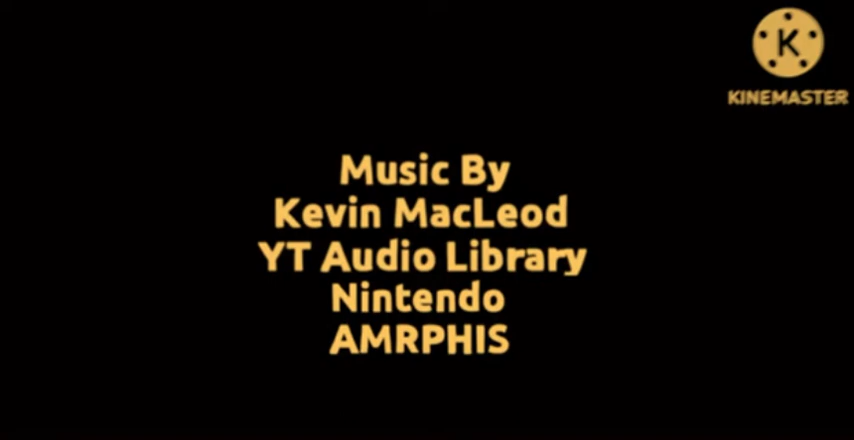 K
KINEMASTER
Music By
Kevin MacLeod
YT Audio Library
Nintendo
AMRPHIS